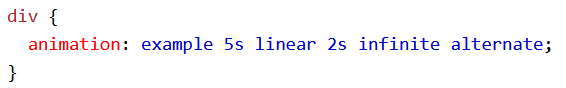 div {
  animation: example 5s linear 2s infinite alternate;
}